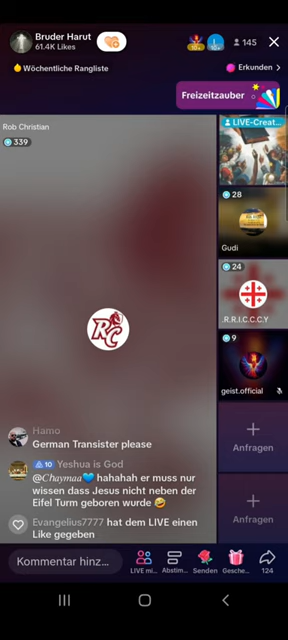 Bruder Harut
61.4K Likes
10+
10+
145
Wöchentliche Rangliste
Erkunden >
Freizeitzauber
Rob Christian
339
RC
LIVE-Creat...
28
Gudi
24
.R.R.I.C.C.C.Y
9
geist.official
+
Anfragen
+
Anfragen
Hamo
German Transister please
10 Yeshua is God
@Chaymaa💙 hahahah er muss nur
wissen dass Jesus nicht neben der
Eifel Turm geboren wurde 🤣
Evangelius7777 hat dem LIVE einen
Like gegeben
Kommentar hinz...
LIVE mi...
Abstim...
Senden
Gesche...
124